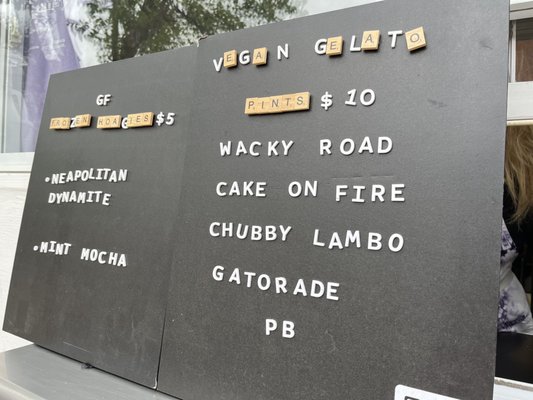 GF
FROZEN HOAGIES $5
•NEAPOLITAN
DYNAMITE
•MINT MOCHA
VEGAN GELATO
PINTS $10
WACKY ROAD
CAKE ON FIRE
CHUBBY LAMBO
GATORADE
PB